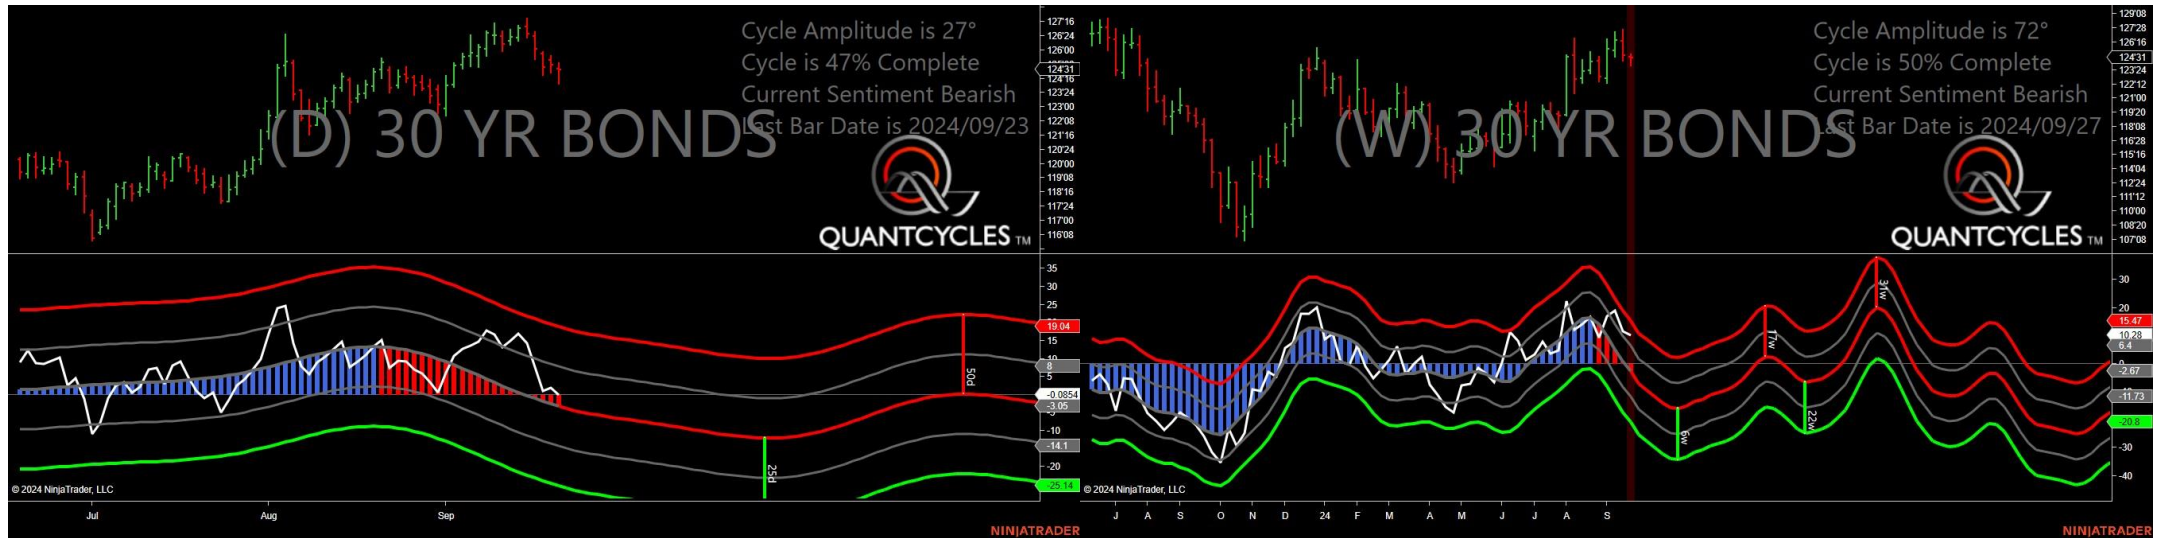 Cycle Amplitude is 27°
Cycle is 47% Complete
Current Sentiment Bearish
Last Bar Date is 2024/09/23
(D) 30 YR BONDS
QUANTCYCLES TM
127'16
126'24
126'00
124'31
124'16
123'24
123'00
122'08
121'16
120'24
120'00
119'08
118'16
117'24
117'00
116'08
35
30
25
19.04
15
10
8
5
-0.0854
-3.05
-10
-14.1
-20
-25.14
50d
25d
© 2024 NinjaTrader, LLC
Jul
Aug
Sep
NINJATRADER
Cycle Amplitude is 72°
Cycle is 50% Complete
Current Sentiment Bearish
Last Bar Date is 2024/09/27
(W) 30 YR BONDS
QUANTCYCLES TM
129'08
127'28
126'16
124'31
123'24
122'12
121'00
119'20
118'08
116'28
115'16
114'04
112'24
111'12
110'00
108'20
107'08
30
20
15.47
10.28
6.4
-2.67
-11.73
-20.8
-30
-40
17w
31w
6w
22w
© 2024 NinjaTrader, LLC
J A S O N D 24 F M A M J J A S
NINJATRADER